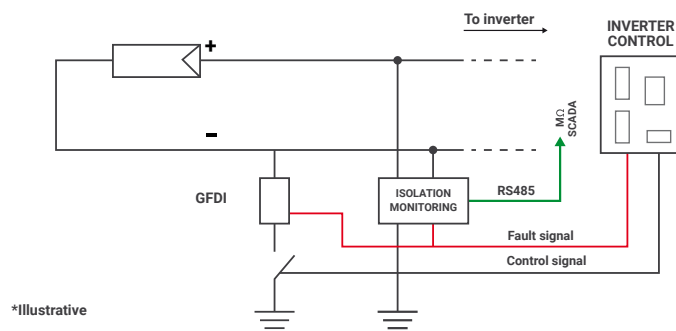 To inverter
INVERTER
CONTROL
+
MΩ
SCADA
–
GFDI
ISOLATION
MONITORING
RS485
Fault signal
Control signal
*Illustrative